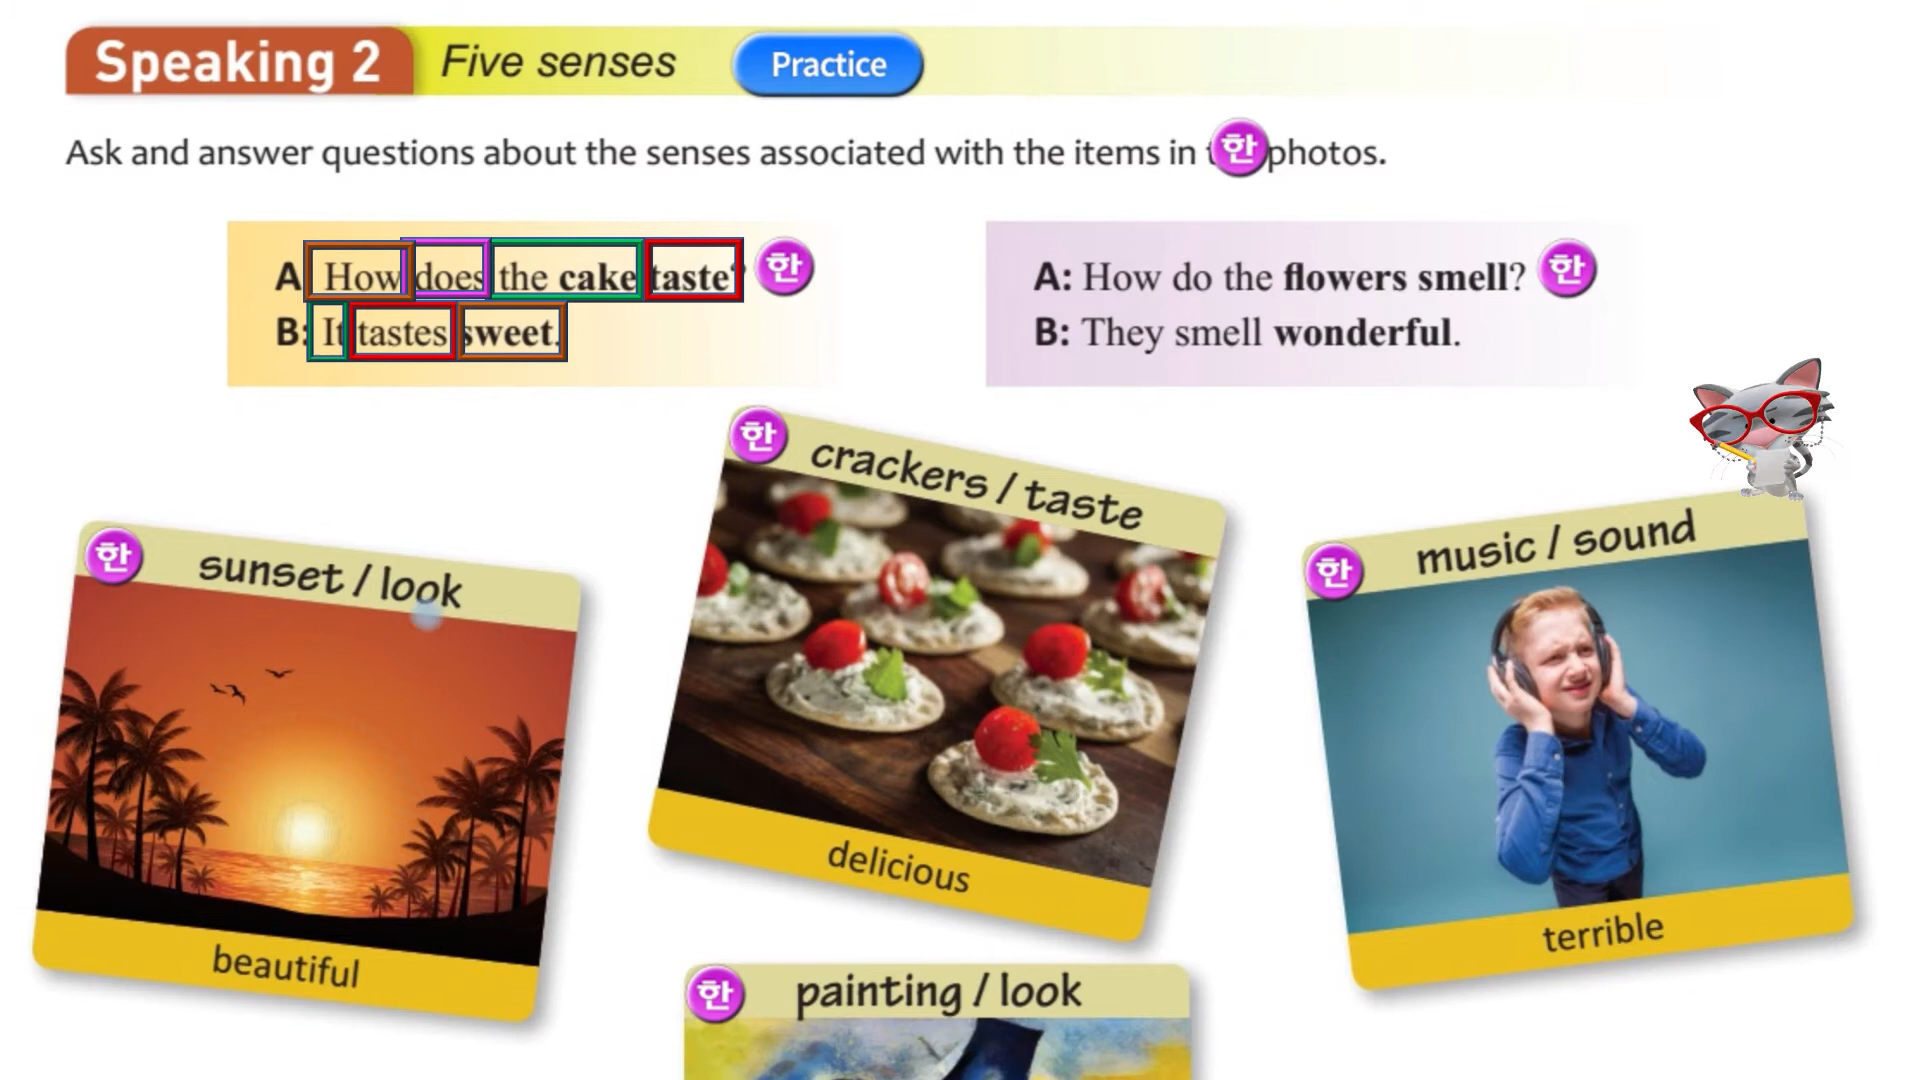 Speaking 2 Five senses Practice
Ask and answer questions about the senses associated with the items in 한 photos.
A How does the cake taste? 한
B: It tastes sweet.
A: How do the flowers smell? 한
B: They smell wonderful.
한 sunset / look
beautiful
한 crackers / taste
delicious
한 music / sound
terrible
한 painting / look